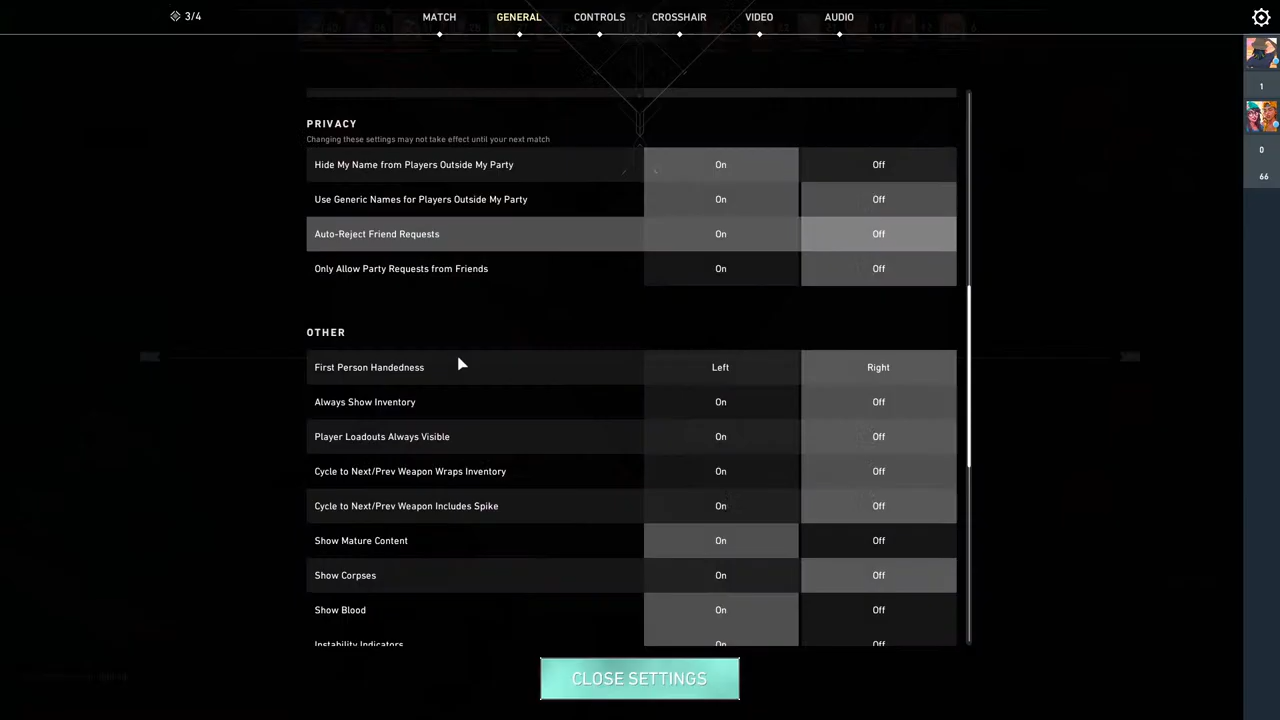 3/4
MATCH GENERAL CONTROLS CROSSHAIR VIDEO AUDIO
1
0
66
PRIVACY
Changing these settings may not take effect until your next match
Hide My Name from Players Outside My Party On Off
Use Generic Names for Players Outside My Party On Off
Auto-Reject Friend Requests On Off
Only Allow Party Requests from Friends On Off
OTHER
First Person Handedness Left Right
Always Show Inventory On Off
Player Loadouts Always Visible On Off
Cycle to Next/Prev Weapon Wraps Inventory On Off
Cycle to Next/Prev Weapon Includes Spike On Off
Show Mature Content On Off
Show Corpses On Off
Show Blood On Off
Instability Indicators On Off
CLOSE SETTINGS